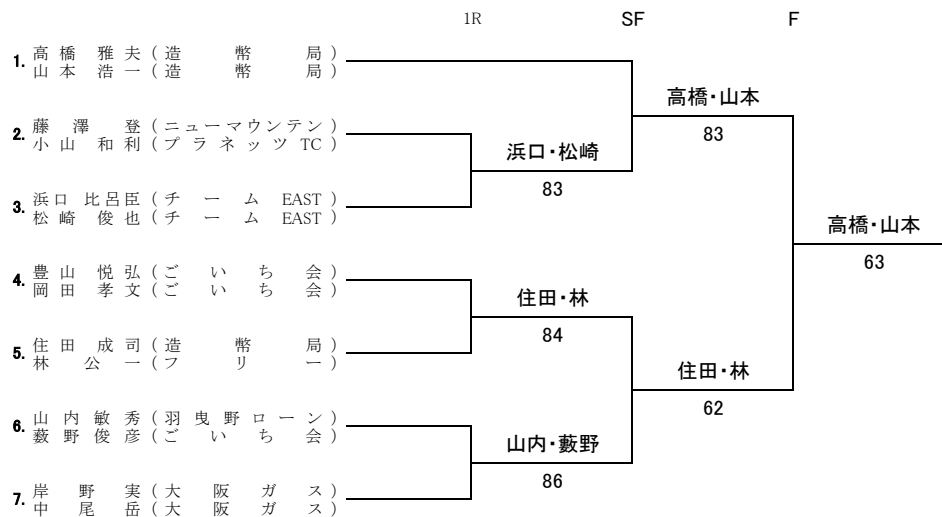 1R SF F
1. 高橋 雅夫 (造幣局)
山本 浩一 (造幣局)
高橋・山本
83
2. 藤澤 登 (ニューマウンテン)
小山 和利 (プラネッツ TC)
浜口・松崎
83
3. 浜口 比呂臣 (チーム EAST)
松崎 俊也 (チーム EAST)
高橋・山本
63
4. 豊山 悦弘 (ごいち会)
岡田 孝文 (ごいち会)
住田・林
84
5. 住田 成司 (造幣局)
林 公一 (フリー)
住田・林
62
6. 山内 敏秀 (羽曳野ローン)
藪野 俊彦 (ごいち会)
山内・藪野
86
7. 岸野 実 (大阪ガス)
中尾 岳 (大阪ガス)